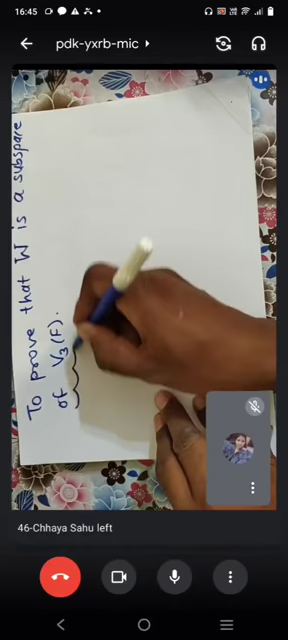 16:45
pdk-yxrb-mic
To prove that W is a subspace
of V3(F).
46-Chhaya Sahu left